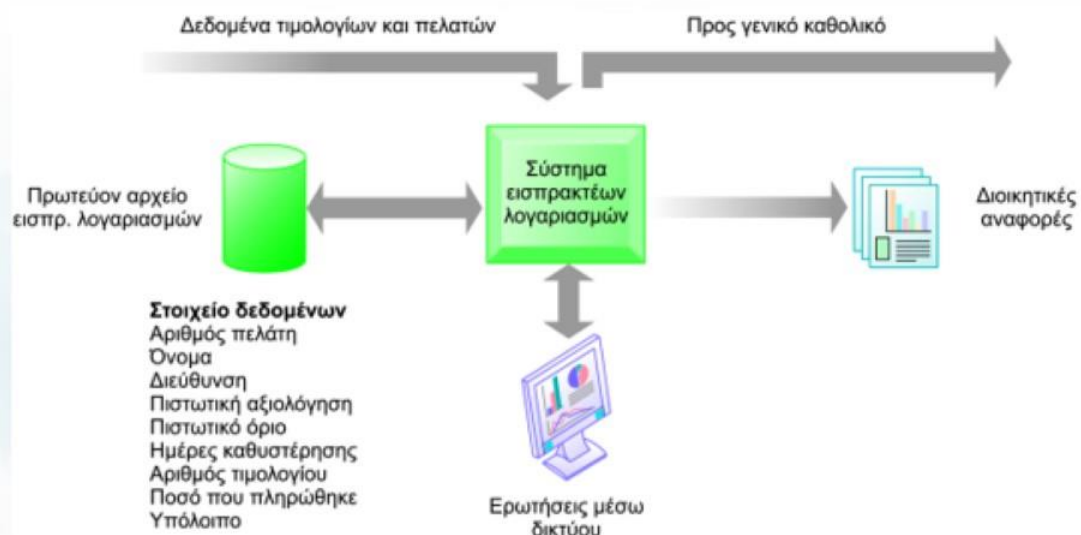 Δεδομένα τιμολογίων και πελατών
Προς γενικό καθολικό
Πρωτεύον αρχείο
εισπρ. λογαριασμών
Σύστημα
εισπρακτέων
λογαριασμών
Διοικητικές
αναφορές
Στοιχείο δεδομένων
Αριθμός πελάτη
Όνομα
Διεύθυνση
Πιστωτική αξιολόγηση
Πιστωτικό όριο
Ημέρες καθυστέρησης
Αριθμός τιμολογίου
Ποσό που πληρώθηκε
Υπόλοιπο
Ερωτήσεις μέσω
δικτύου